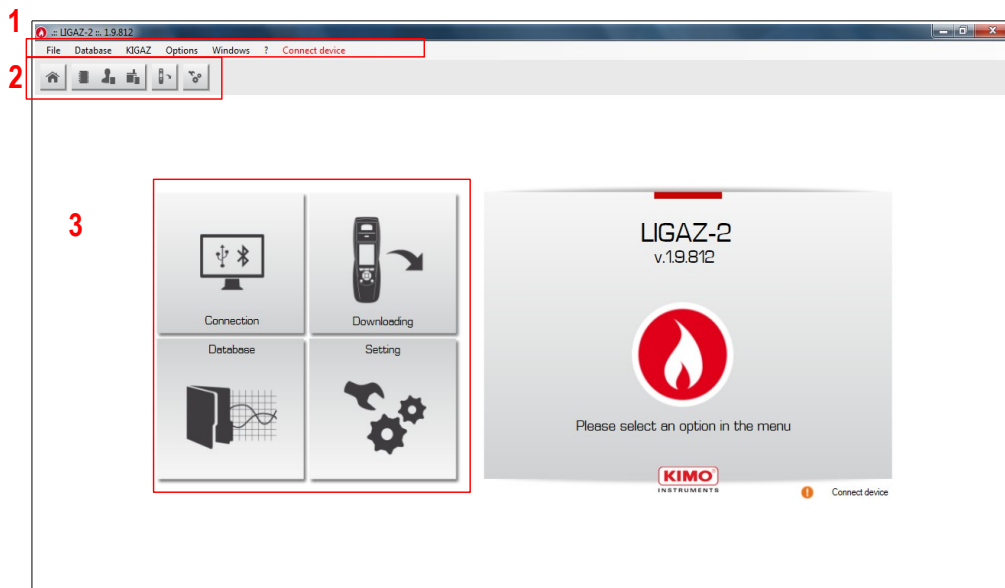 1
.:: LIGAZ-2 ::. 1.9.812
File Database KIGAZ Options Windows ? Connect device
2
3
Connection
Downloading
Database
Setting
LIGAZ-2
v.1.9.812
Please select an option in the menu
KIMO
INSTRUMENTS
! Connect device